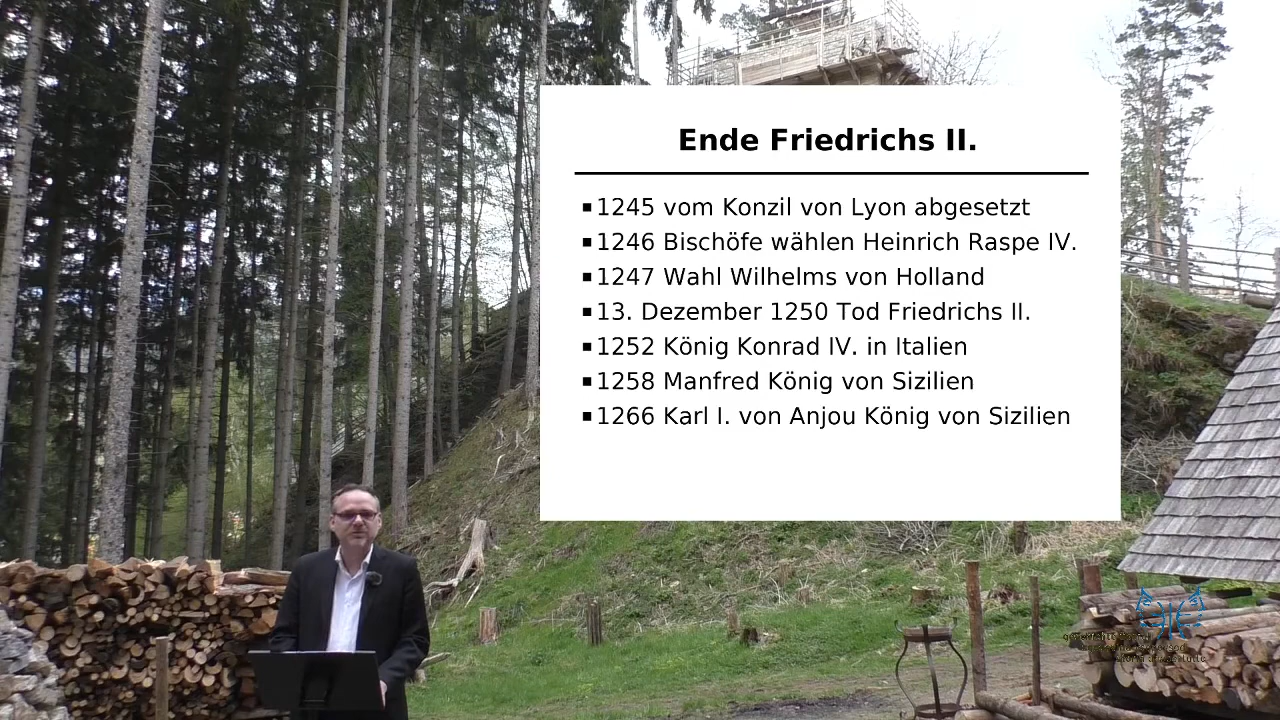 Ende Friedrichs II.
1245 vom Konzil von Lyon abgesetzt
1246 Bischöfe wählen Heinrich Raspe IV.
1247 Wahl Wilhelms von Holland
13. Dezember 1250 Tod Friedrichs II.
1252 König Konrad IV. in Italien
1258 Manfred König von Sizilien
1266 Karl I. von Anjou König von Sizilien